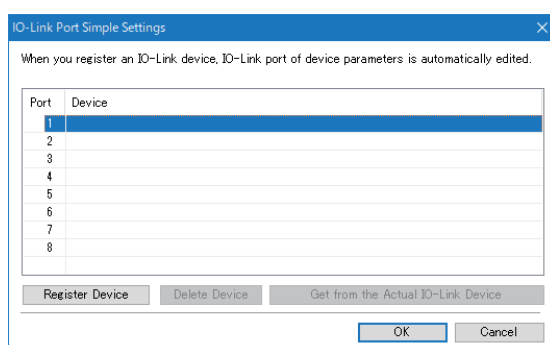 IO-Link Port Simple Settings
When you register an IO-Link device, IO-Link port of device parameters is automatically edited.
Port Device
1
2
3
4
5
6
7
8
Register Device Delete Device Get from the Actual IO-Link Device
OK Cancel